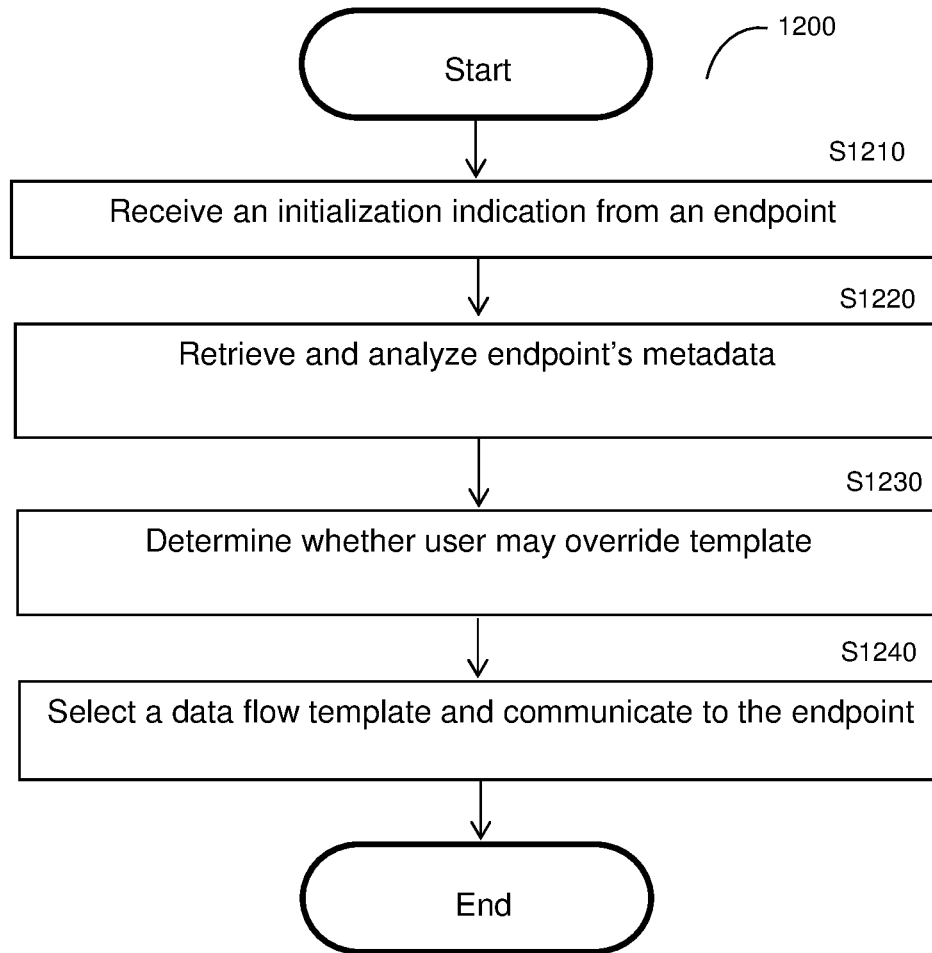 1200
Start
S1210
Receive an initialization indication from an endpoint
S1220
Retrieve and analyze endpoint’s metadata
S1230
Determine whether user may override template
S1240
Select a data flow template and communicate to the endpoint
End